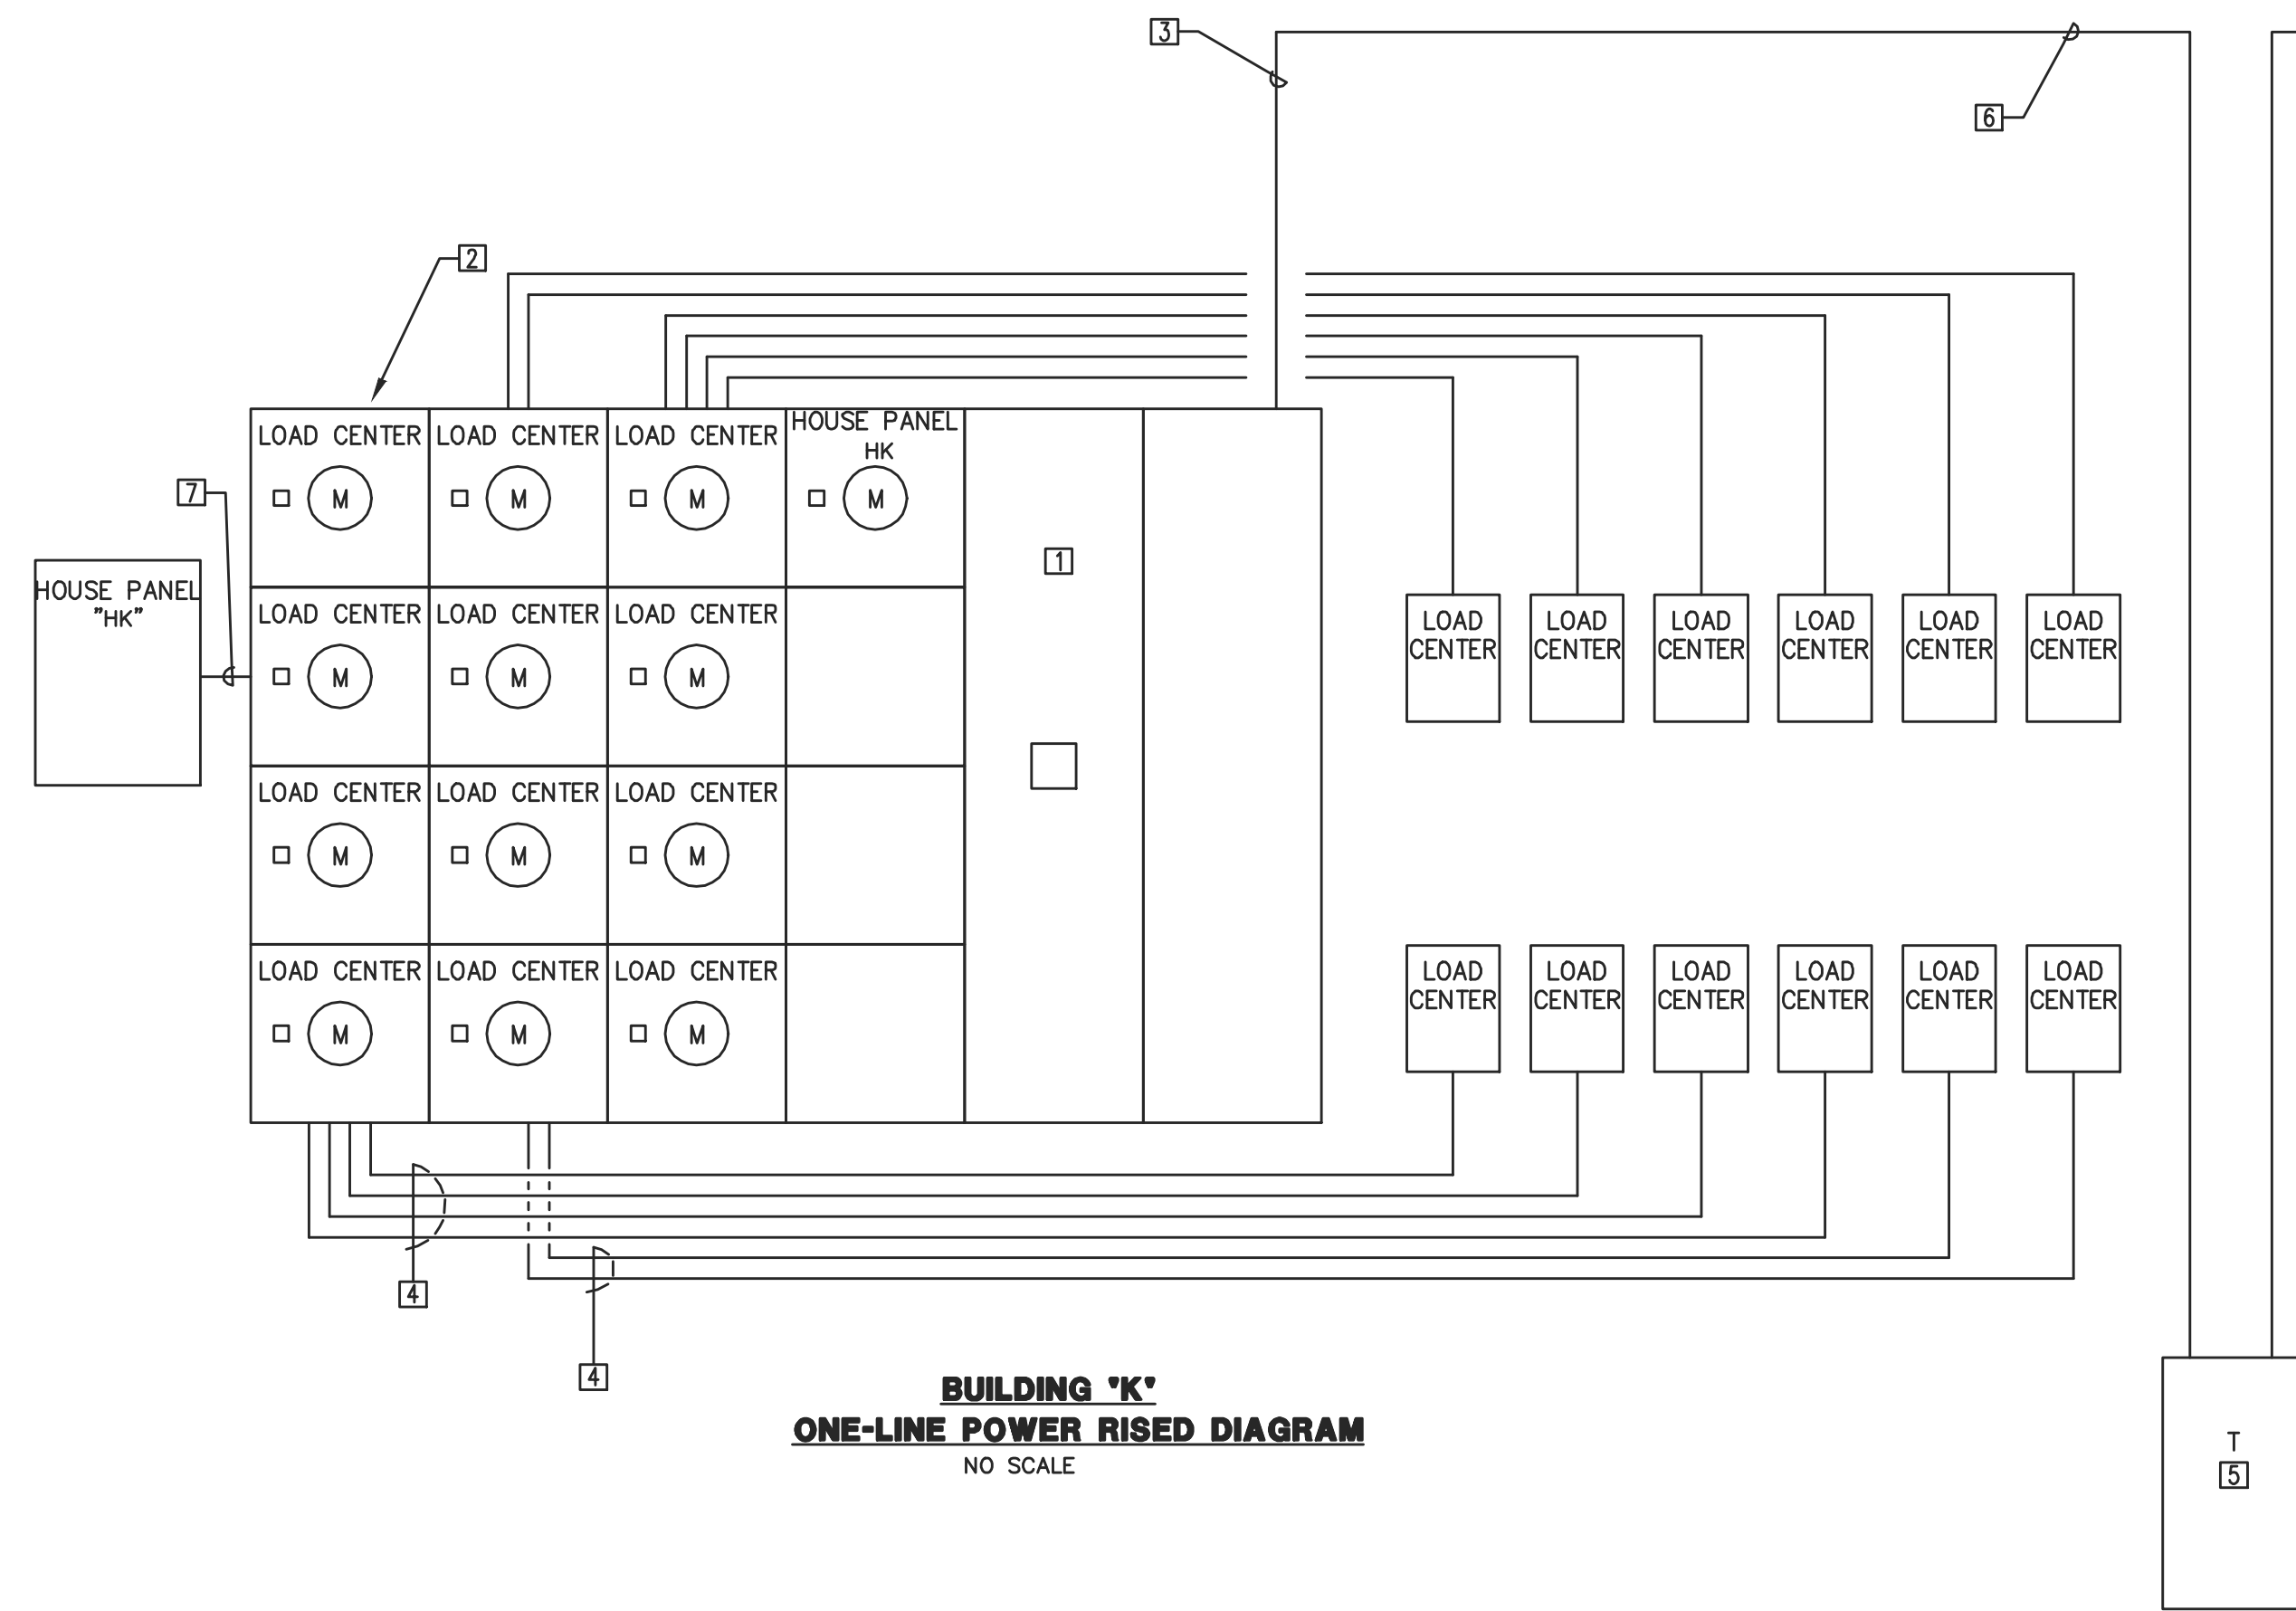 3
6
2
LOAD CENTER LOAD CENTER LOAD CENTER HOUSE PANEL
HK
M M M M
7
1
HOUSE PANEL
"HK"
LOAD CENTER LOAD CENTER LOAD CENTER
M M M
LOAD LOAD LOAD LOAD LOAD LOAD
CENTER CENTER CENTER CENTER CENTER CENTER
LOAD CENTER LOAD CENTER LOAD CENTER
M M M
LOAD CENTER LOAD CENTER LOAD CENTER
M M M
LOAD LOAD LOAD LOAD LOAD LOAD
CENTER CENTER CENTER CENTER CENTER CENTER
4
4
BUILDING "K"
ONE-LINE POWER RISED DIAGRAM
NO SCALE
T
5